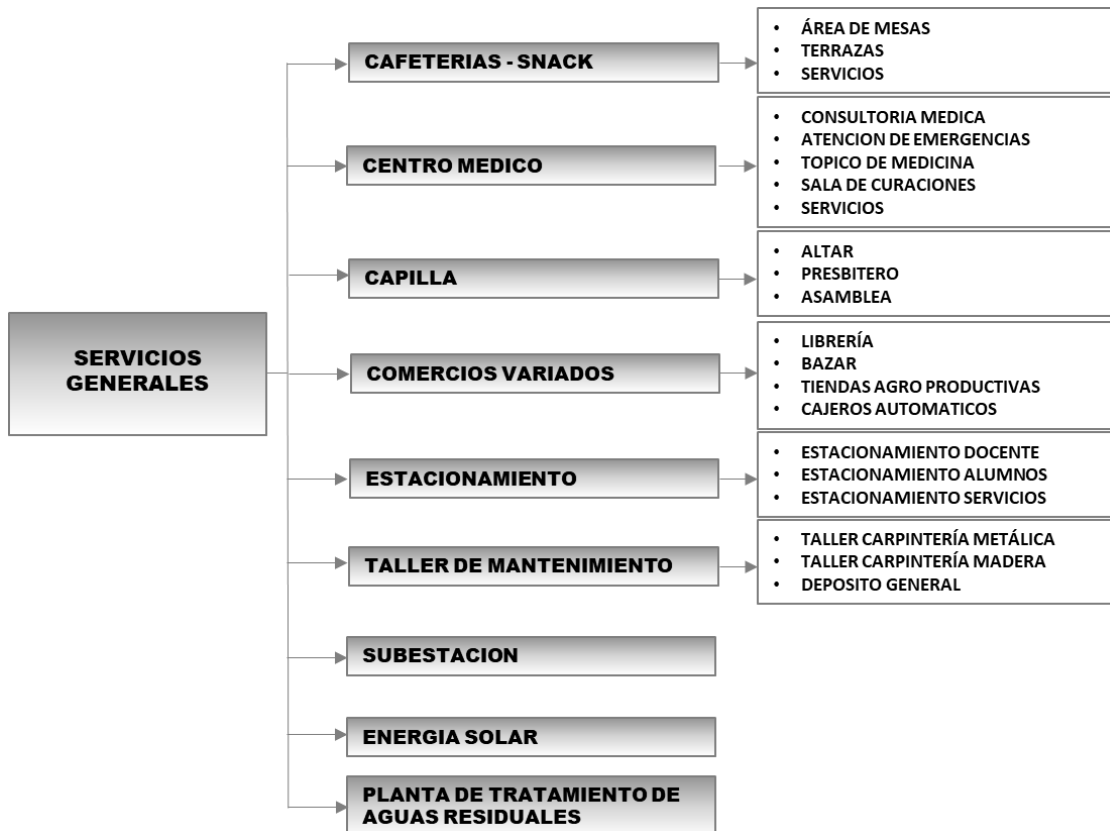 SERVICIOS
GENERALES
CAFETERIAS - SNACK
• ÁREA DE MESAS
• TERRAZAS
• SERVICIOS
CENTRO MEDICO
• CONSULTORIA MEDICA
• ATENCION DE EMERGENCIAS
• TOPICO DE MEDICINA
• SALA DE CURACIONES
• SERVICIOS
CAPILLA
• ALTAR
• PRESBITERO
• ASAMBLEA
COMERCIOS VARIADOS
• LIBRERÍA
• BAZAR
• TIENDAS AGRO PRODUCTIVAS
• CAJEROS AUTOMATICOS
ESTACIONAMIENTO
• ESTACIONAMIENTO DOCENTE
• ESTACIONAMIENTO ALUMNOS
• ESTACIONAMIENTO SERVICIOS
TALLER DE MANTENIMIENTO
• TALLER CARPINTERÍA METÁLICA
• TALLER CARPINTERÍA MADERA
• DEPOSITO GENERAL
SUBESTACION
ENERGIA SOLAR
PLANTA DE TRATAMIENTO DE
AGUAS RESIDUALES